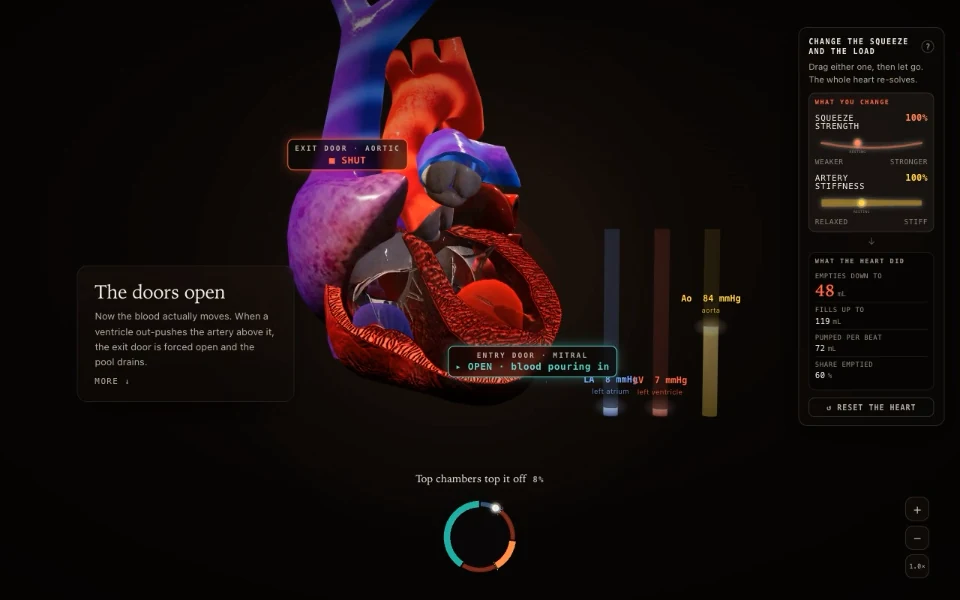 EXIT DOOR · AORTIC
■ SHUT
The doors open
Now the blood actually moves. When a
ventricle out-pushes the artery above it,
the exit door is forced open and the
pool drains.
MORE ↓
ENTRY DOOR · MITRAL
▸ OPEN · blood pouring in
LA 8 mmHg
left atrium
LV 7 mmHg
left ventricle
Ao 84 mmHg
aorta
Top chambers top it off 8%
CHANGE THE SQUEEZE
AND THE LOAD
?
Drag either one, then let go.
The whole heart re-solves.
WHAT YOU CHANGE
SQUEEZE
STRENGTH
100%
WEAKER STRONGER
ARTERY
STIFFNESS
100%
RELAXED STIFF
↓
WHAT THE HEART DID
EMPTIES DOWN TO
48 mL
FILLS UP TO
119 mL
PUMPED PER BEAT
72 mL
SHARE EMPTIED
60 %
↺ RESET THE HEART
+
−
1.0×